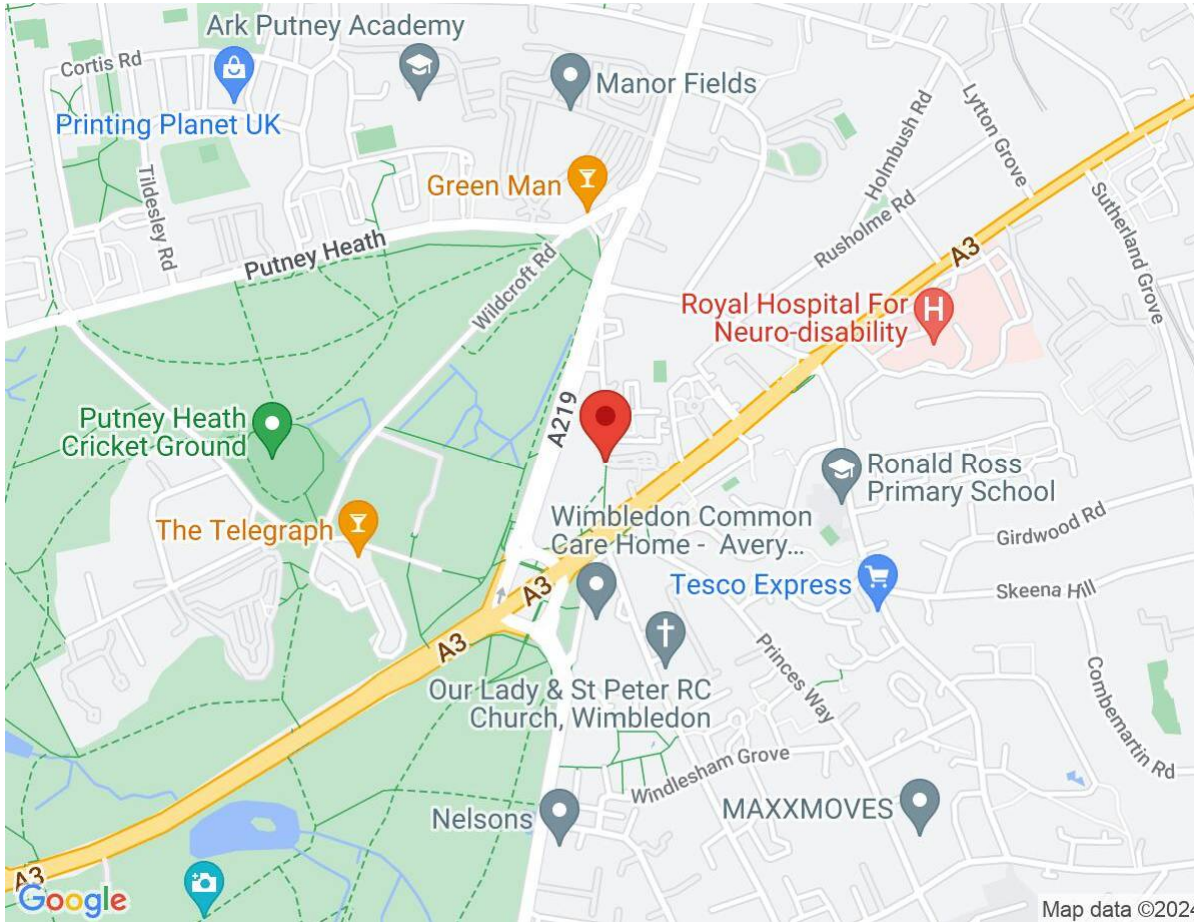 Ark Putney Academy
Cortis Rd
Manor Fields
Printing Planet UK
Tildesley Rd
Green Man
Putney Heath
Wildcroft Rd
Holmbush Rd
Lytton Grove
Rusholme Rd
A3
Sutherland Grove
Royal Hospital For
Neuro-disability
A219
Putney Heath
Cricket Ground
The Telegraph
Ronald Ross
Primary School
Wimbledon Common
Care Home - Avery...
Girdwood Rd
A3
Tesco Express
Skeena Hill
A3
Princes Way
Our Lady & St Peter RC
Church, Wimbledon
Combemartin Rd
Windlesham Grove
Nelsons
MAXXMOVES
A3
Google
Map data ©2024
H